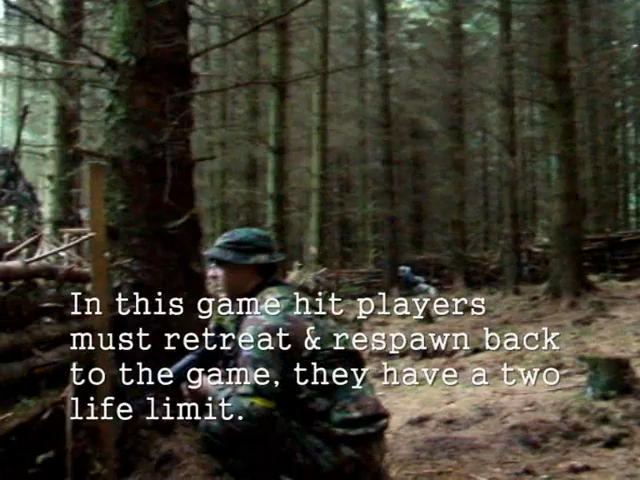 In this game hit players
must retreat & respawn back
to the game, they have a two
life limit.